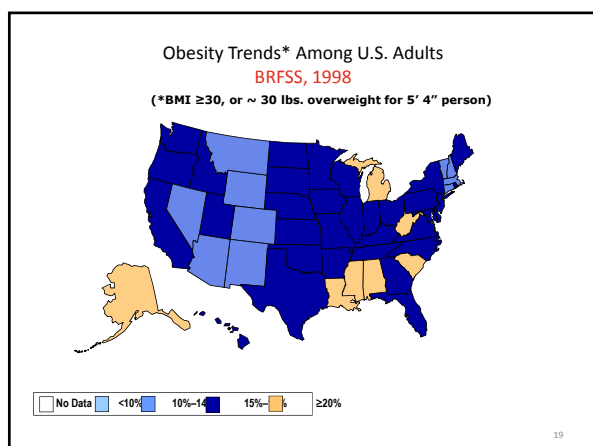 Obesity Trends* Among U.S. Adults
BRFSS, 1998
(*BMI ≥30, or ~ 30 lbs. overweight for 5’ 4” person)
No Data <10% 10%–14 15%– % ≥20%
19